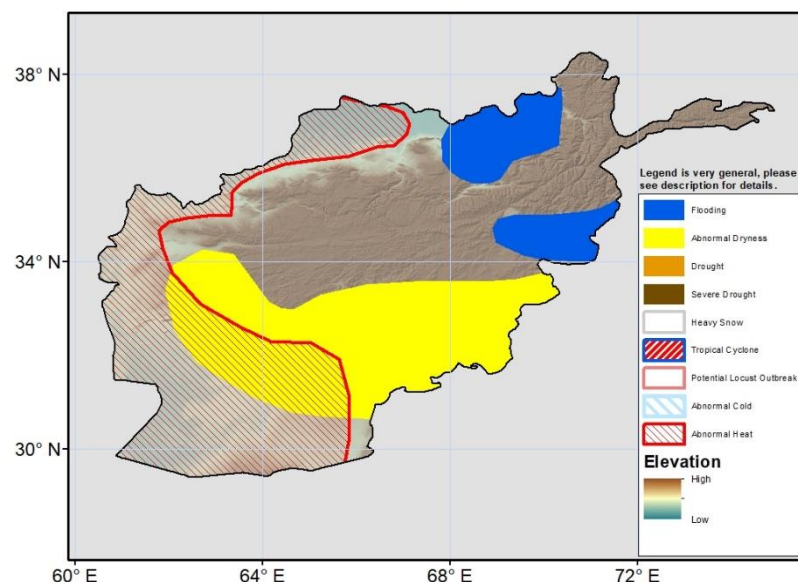 38° N
34° N
30° N
60° E
64° E
68° E
72° E
Legend is very general, please
see description for details.
Flooding
Abnormal Dryness
Drought
Severe Drought
Heavy Snow
Tropical Cyclone
Potential Locust Outbreak
Abnormal Cold
Abnormal Heat
Elevation
High
Low